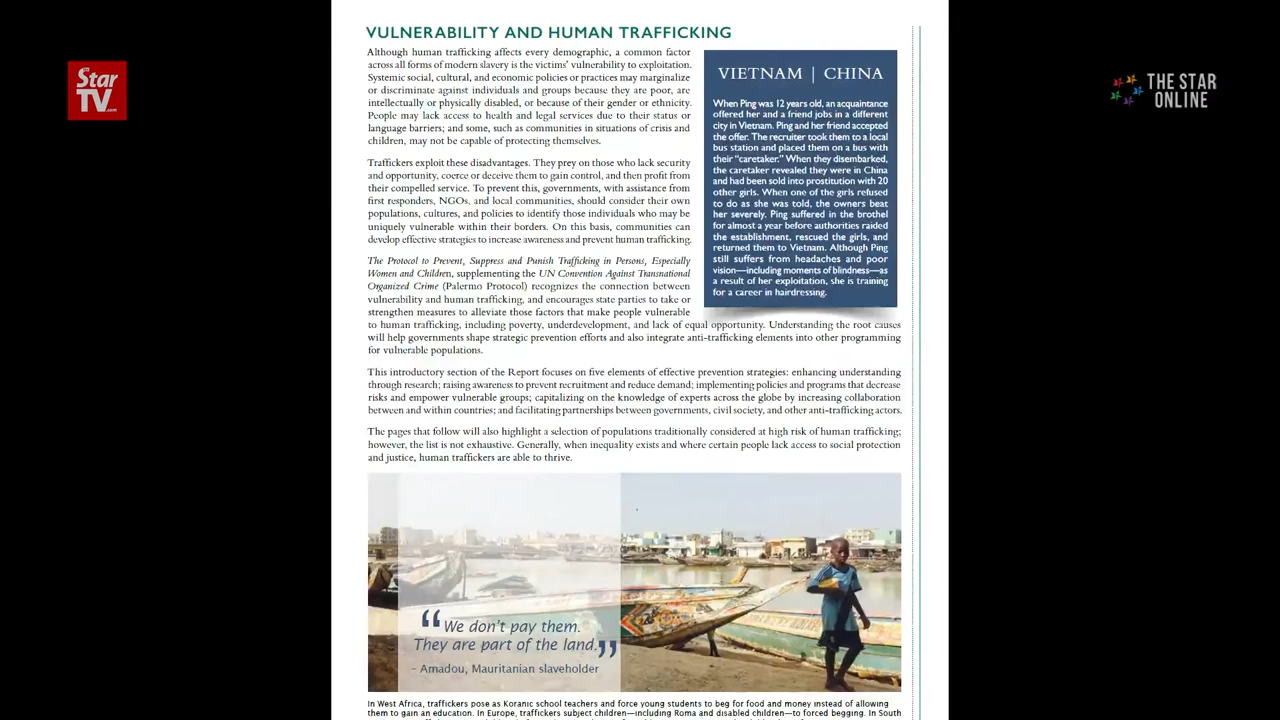 Star
TV.com
THE STAR
ONLINE
VULNERABILITY AND HUMAN TRAFFICKING
Although human trafficking affects every demographic, a common factor
across all forms of modern slavery is the victims' vulnerability to exploitation.
Systemic social, cultural, and economic policies or practices may marginalize
or discriminate against individuals and groups because they are poor, are
intellectually or physically disabled, or because of their gender or ethnicity.
People may lack access to health and legal services due to their status or
language barriers; and some, such as communities in situations of crisis and
children, may not be capable of protecting themselves.
Traffickers exploit these disadvantages. They prey on those who lack security
and opportunity, coerce or deceive them to gain control, and then profit from
their compelled service. To prevent this, governments, with assistance from
first responders, NGOs, and local communities, should consider their own
populations, cultures, and policies to identify those individuals who may be
uniquely vulnerable within their borders. On this basis, communities can
develop effective strategies to increase awareness and prevent human trafficking.
The Protocol to Prevent, Suppress and Punish Trafficking in Persons, Especially
Women and Children, supplementing the UN Convention Against Transnational
Organized Crime (Palermo Protocol) recognizes the connection between
vulnerability and human trafficking, and encourages state parties to take or
strengthen measures to alleviate those factors that make people vulnerable
to human trafficking, including poverty, underdevelopment, and lack of equal opportunity. Understanding the root causes
will help governments shape strategic prevention efforts and also integrate anti-trafficking elements into other programming
for vulnerable populations.
This introductory section of the Report focuses on five elements of effective prevention strategies: enhancing understanding
through research; raising awareness to prevent recruitment and reduce demand; implementing policies and programs that decrease
risks and empower vulnerable groups; capitalizing on the knowledge of experts across the globe by increasing collaboration
between and within countries; and facilitating partnerships between governments, civil society, and other anti-trafficking actors.
The pages that follow will also highlight a selection of populations traditionally considered at high risk of human trafficking;
however, the list is not exhaustive. Generally, when inequality exists and where certain people lack access to social protection
and justice, human traffickers are able to thrive.
VIETNAM | CHINA
When Ping was 12 years old, an acquaintance
offered her and a friend jobs in a different
city in Vietnam. Ping and her friend accepted
the offer. The recruiter took them to a local
bus station and placed them on a bus with
their "caretaker." When they disembarked,
the caretaker revealed they were in China
and had been sold into prostitution with 20
other girls. When one of the girls refused
to do as she was told, the owners beat
her severely. Ping suffered in the brothel
for almost a year before authorities raided
the establishment, rescued the girls, and
returned them to Vietnam. Although Ping
still suffers from headaches and poor
vision—including moments of blindness—as
a result of her exploitation, she is training
for a career in hairdressing.
“We don't pay them.
They are part of the land.”
– Amadou, Mauritanian slaveholder
In West Africa, traffickers pose as Koranic school teachers and force young students to beg for food and money instead of allowing
them to gain an education. In Europe, traffickers subject children—including Roma and disabled children—to forced begging. In South